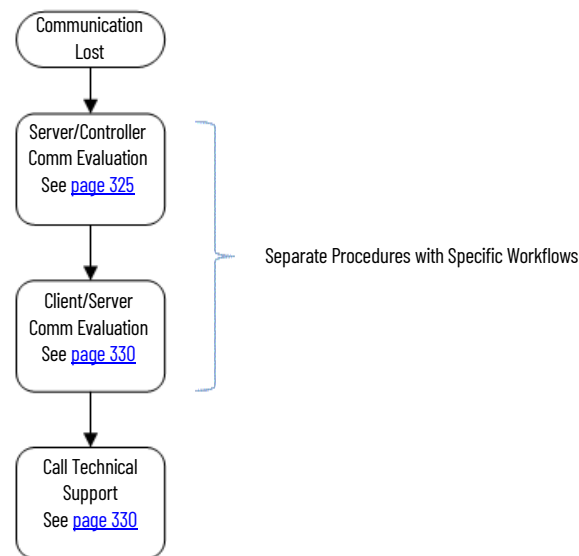 Communication
Lost
Server/Controller
Comm Evaluation
See page 325
Separate Procedures with Specific Workflows
Client/Server
Comm Evaluation
See page 330
Call Technical
Support
See page 330